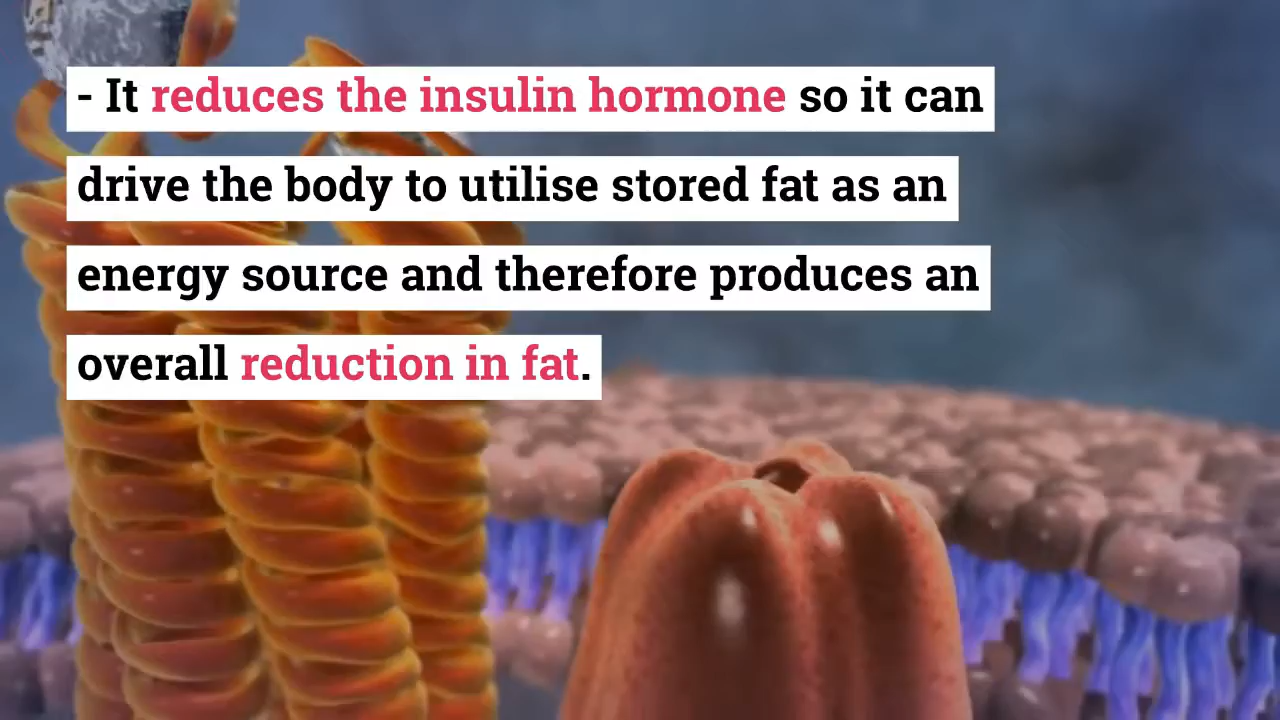 - It reduces the insulin hormone so it can
drive the body to utilise stored fat as an
energy source and therefore produces an
overall reduction in fat.